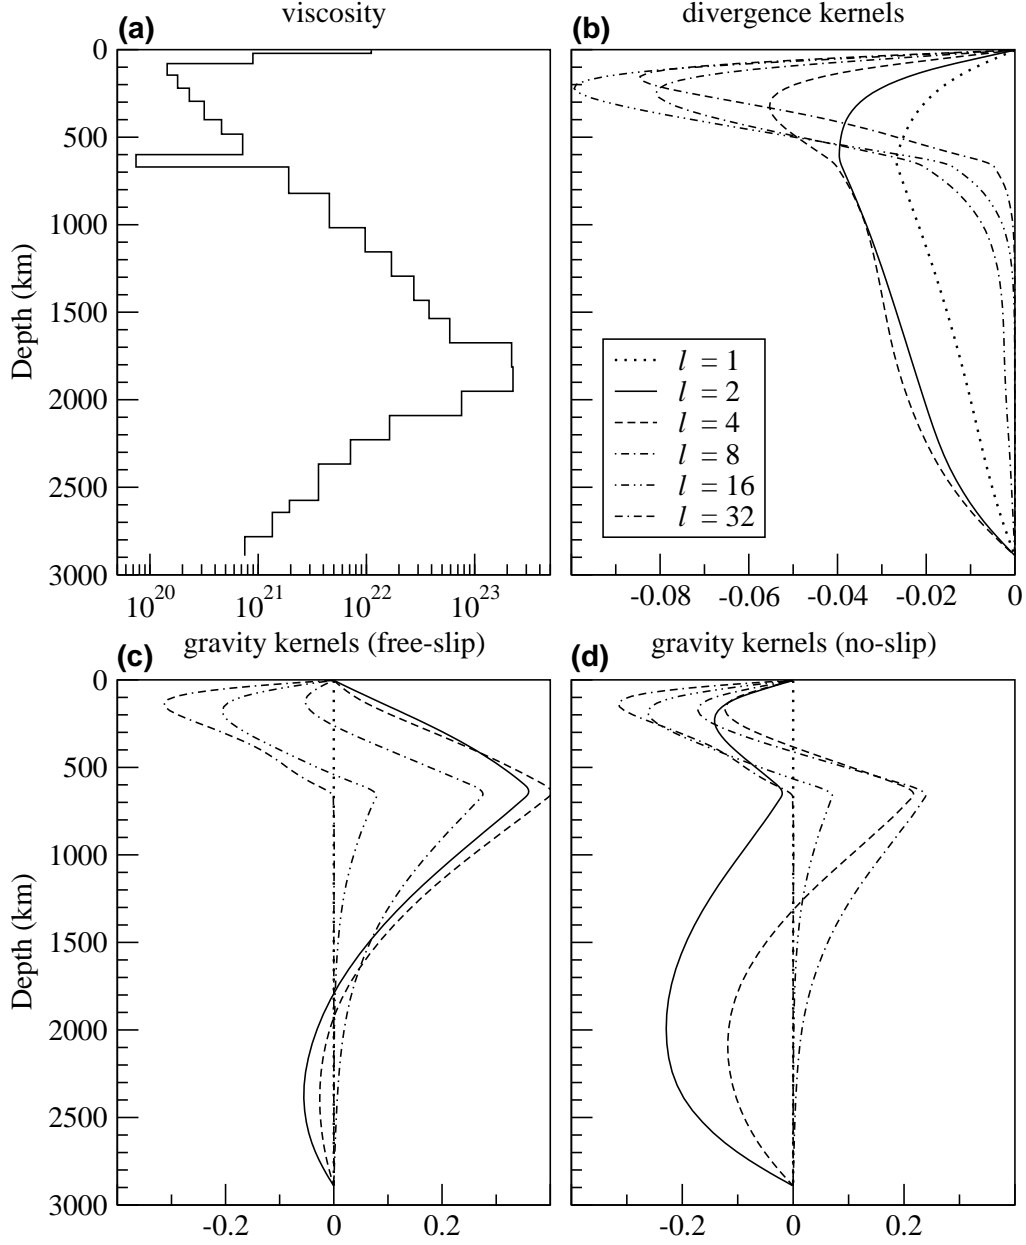 (a) viscosity
0
500
1000
1500
2000
2500
3000
Depth (km)
10^20 10^21 10^22 10^23
(b) divergence kernels
l = 1
l = 2
l = 4
l = 8
l = 16
l = 32
-0.08 -0.06 -0.04 -0.02 0
(c) gravity kernels (free-slip)
0
500
1000
1500
2000
2500
3000
Depth (km)
-0.2 0 0.2
(d) gravity kernels (no-slip)
-0.2 0 0.2